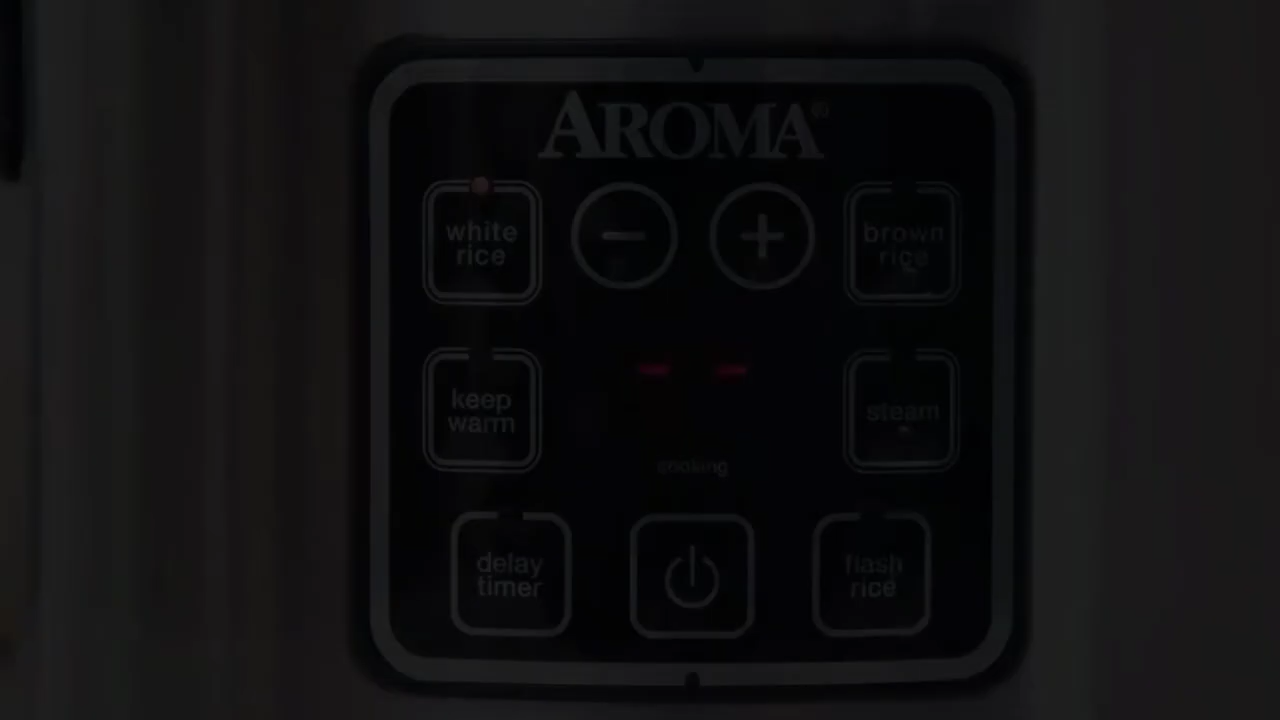 AROMA®
white
rice
brown
rice
keep
warm
steam
cooking
delay
timer
flash
rice